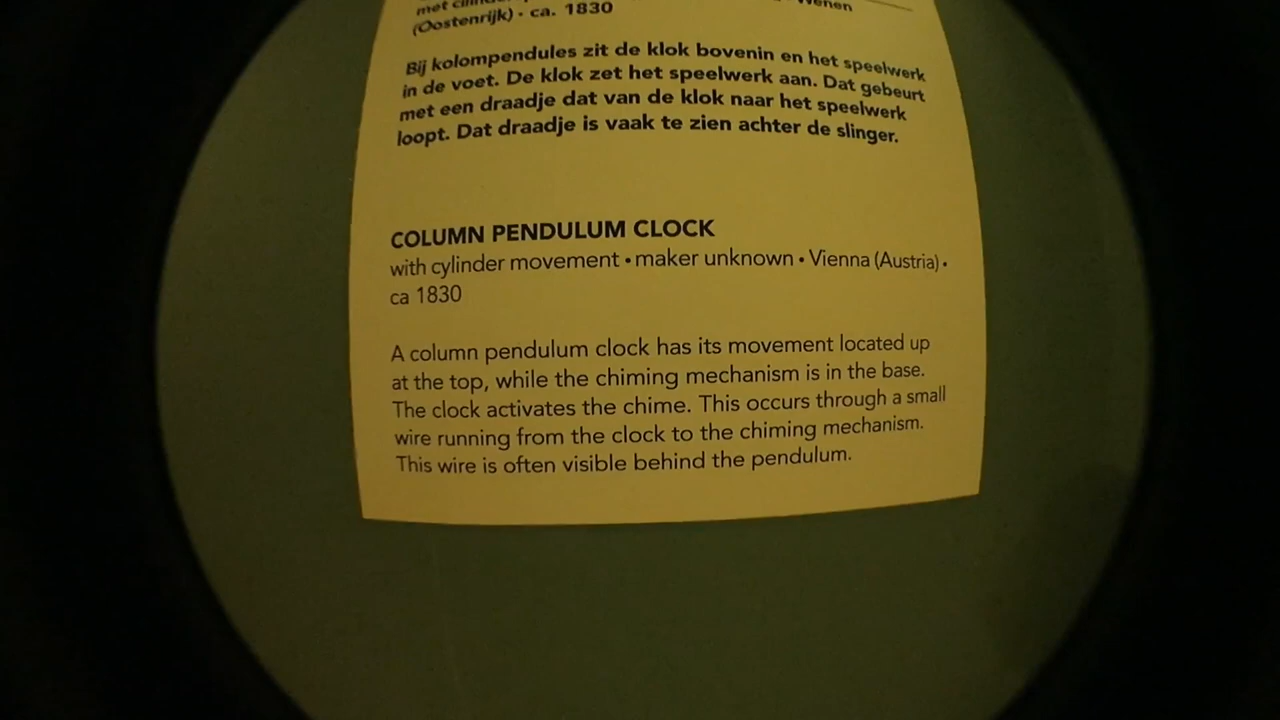 met
(Oostenrijk) • ca. 1830
Bij kolompendules zit de klok bovenin en het speelwerk
in de voet. De klok zet het speelwerk aan. Dat gebeurt
met een draadje dat van de klok naar het speelwerk
loopt. Dat draadje is vaak te zien achter de slinger.
COLUMN PENDULUM CLOCK
with cylinder movement • maker unknown • Vienna (Austria) •
ca 1830
A column pendulum clock has its movement located up
at the top, while the chiming mechanism is in the base.
The clock activates the chime. This occurs through a small
wire running from the clock to the chiming mechanism.
This wire is often visible behind the pendulum.